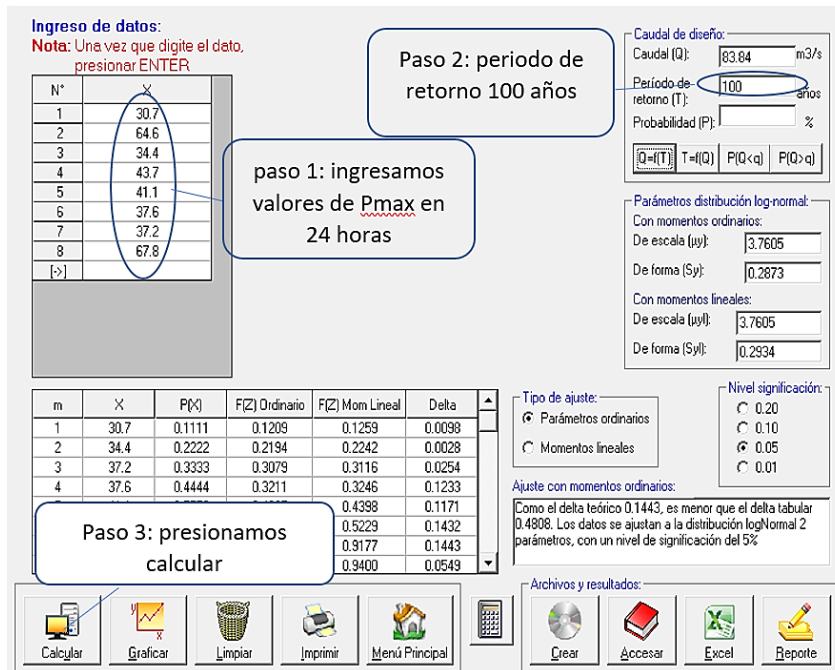 Ingreso de datos:
Nota: Una vez que digite el dato,
presionar ENTER
N° X
1 30.7
2 64.6
3 34.4
4 43.7
5 41.1
6 37.6
7 37.2
8 67.8
[->]
paso 1: ingresamos
valores de Pmax en
24 horas
Paso 2: periodo de
retorno 100 años
Caudal de diseño:
Caudal (Q): 83.84 m3/s
Período de
retorno (T): 100 años
Probabilidad (P): %
Q=f(T) T=f(Q) P(Q<q) P(Q>q)
Parámetros distribución log-normal:
Con momentos ordinarios:
De escala (µy): 3.7605
De forma (Sy): 0.2873
Con momentos lineales:
De escala (µyl): 3.7605
De forma (Syl): 0.2934
m X P(X) F(Z) Ordinario F(Z) Mom Lineal Delta
1 30.7 0.1111 0.1209 0.1259 0.0098
2 34.4 0.2222 0.2194 0.2242 0.0028
3 37.2 0.3333 0.3079 0.3116 0.0254
4 37.6 0.4444 0.3211 0.3246 0.1233
0.4398 0.1171
0.5229 0.1432
0.9177 0.1443
0.9400 0.0549
Paso 3: presionamos
calcular
Tipo de ajuste:
Parámetros ordinarios
Momentos lineales
Nivel significación:
0.20
0.10
0.05
0.01
Ajuste con momentos ordinarios:
Como el delta teórico 0.1443, es menor que el delta tabular
0.4808. Los datos se ajustan a la distribución logNormal 2
parámetros, con un nivel de significación del 5%
Calcular Graficar Limpiar Imprimir Menú Principal
Archivos y resultados:
Crear Accesar Excel Reporte